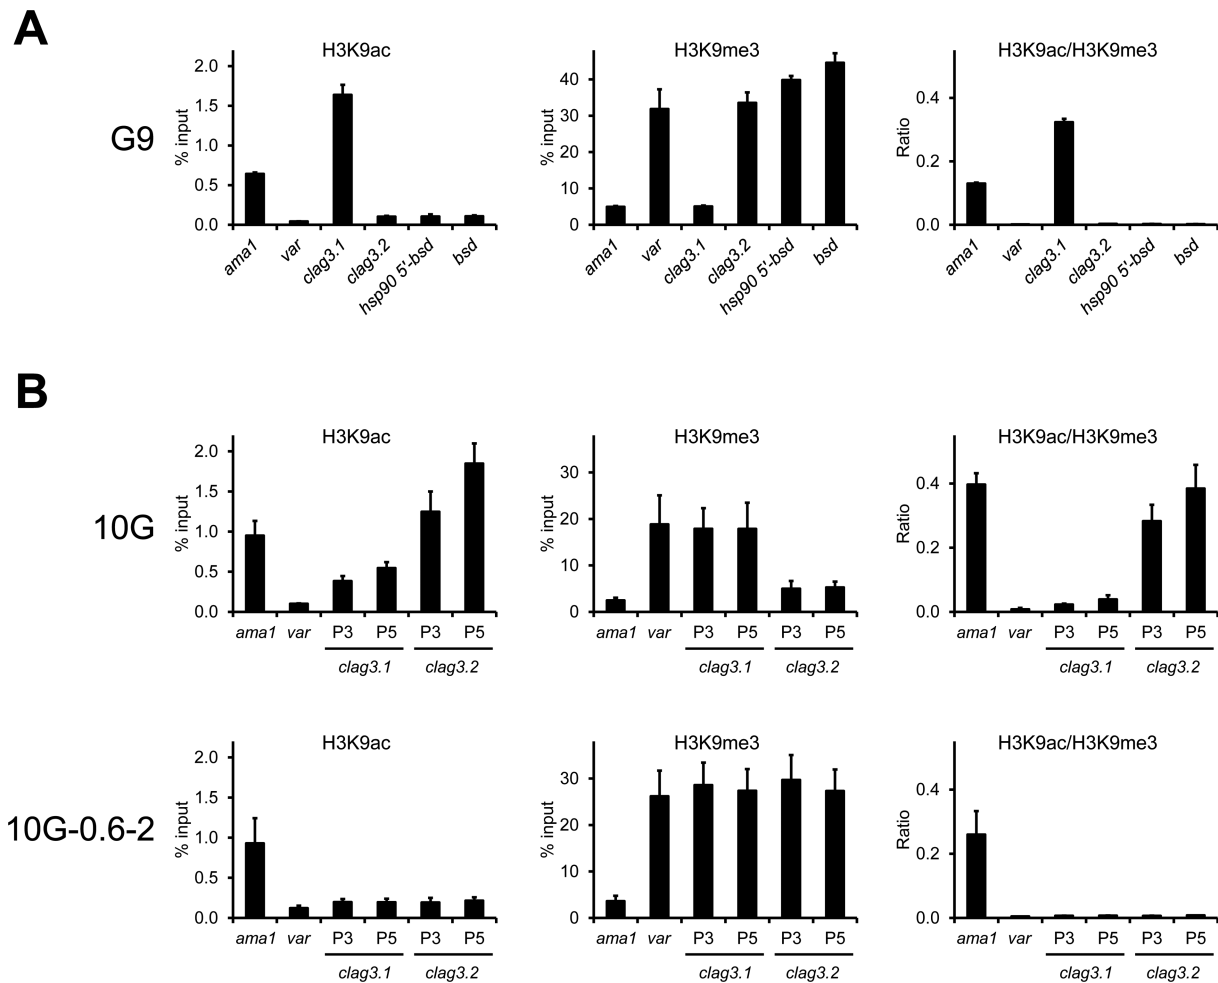 A
H3K9ac
H3K9me3
H3K9ac/H3K9me3
G9
% input
2.0
1.5
1.0
0.5
0.0
ama1
var
clag3.1
clag3.2
hsp90 5'-bsd
bsd
% input
40
30
20
10
0
ama1
var
clag3.1
clag3.2
hsp90 5'-bsd
bsd
Ratio
0.4
0.2
0.0
ama1
var
clag3.1
clag3.2
hsp90 5'-bsd
bsd
B
H3K9ac
H3K9me3
H3K9ac/H3K9me3
10G
% input
2.0
1.5
1.0
0.5
0.0
ama1 var P3 P5 P3 P5
clag3.1 clag3.2
% input
30
20
10
0
ama1 var P3 P5 P3 P5
clag3.1 clag3.2
Ratio
0.4
0.2
0.0
ama1 var P3 P5 P3 P5
clag3.1 clag3.2
H3K9ac
H3K9me3
H3K9ac/H3K9me3
10G-0.6-2
% input
2.0
1.5
1.0
0.5
0.0
ama1 var P3 P5 P3 P5
clag3.1 clag3.2
% input
30
20
10
0
ama1 var P3 P5 P3 P5
clag3.1 clag3.2
Ratio
0.4
0.2
0.0
ama1 var P3 P5 P3 P5
clag3.1 clag3.2